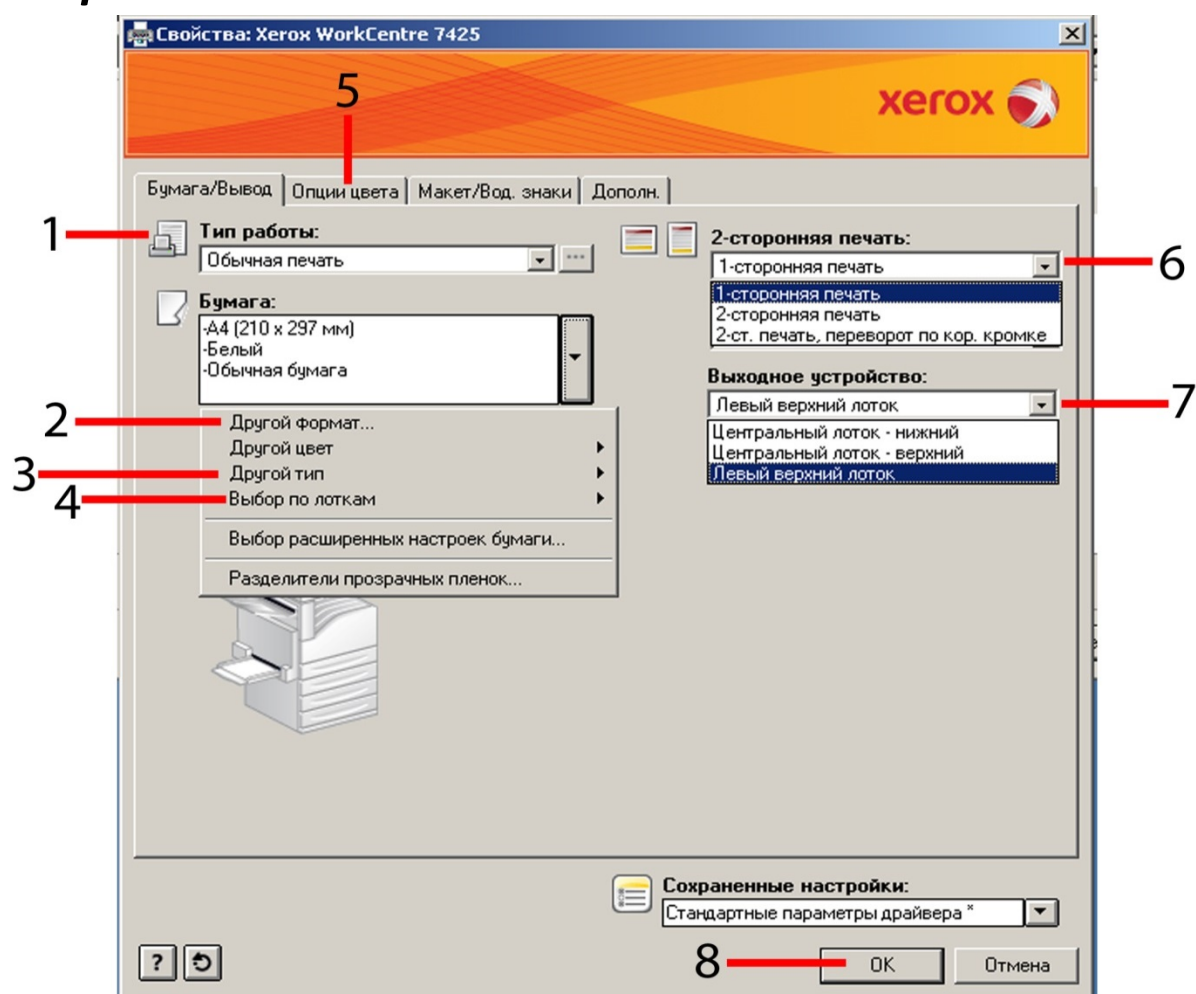 Свойства: Xerox WorkCentre 7425
xerox
5
Бумага/Вывод Опции цвета Макет/Вод. знаки Дополн.
1
Тип работы:
Обычная печать
Бумага:
-A4 (210 x 297 мм)
-Белый
-Обычная бумага
2
Другой формат...
Другой цвет
3
Другой тип
4
Выбор по лоткам
Выбор расширенных настроек бумаги...
Разделители прозрачных пленок...
2-сторонняя печать:
1-сторонняя печать
6
1-сторонняя печать
2-сторонняя печать
2-ст. печать, переворот по кор. кромке
Выходное устройство:
Левый верхний лоток
7
Центральный лоток - нижний
Центральный лоток - верхний
Левый верхний лоток
Сохраненные настройки:
Стандартные параметры драйвера *
?
8
OK Отмена